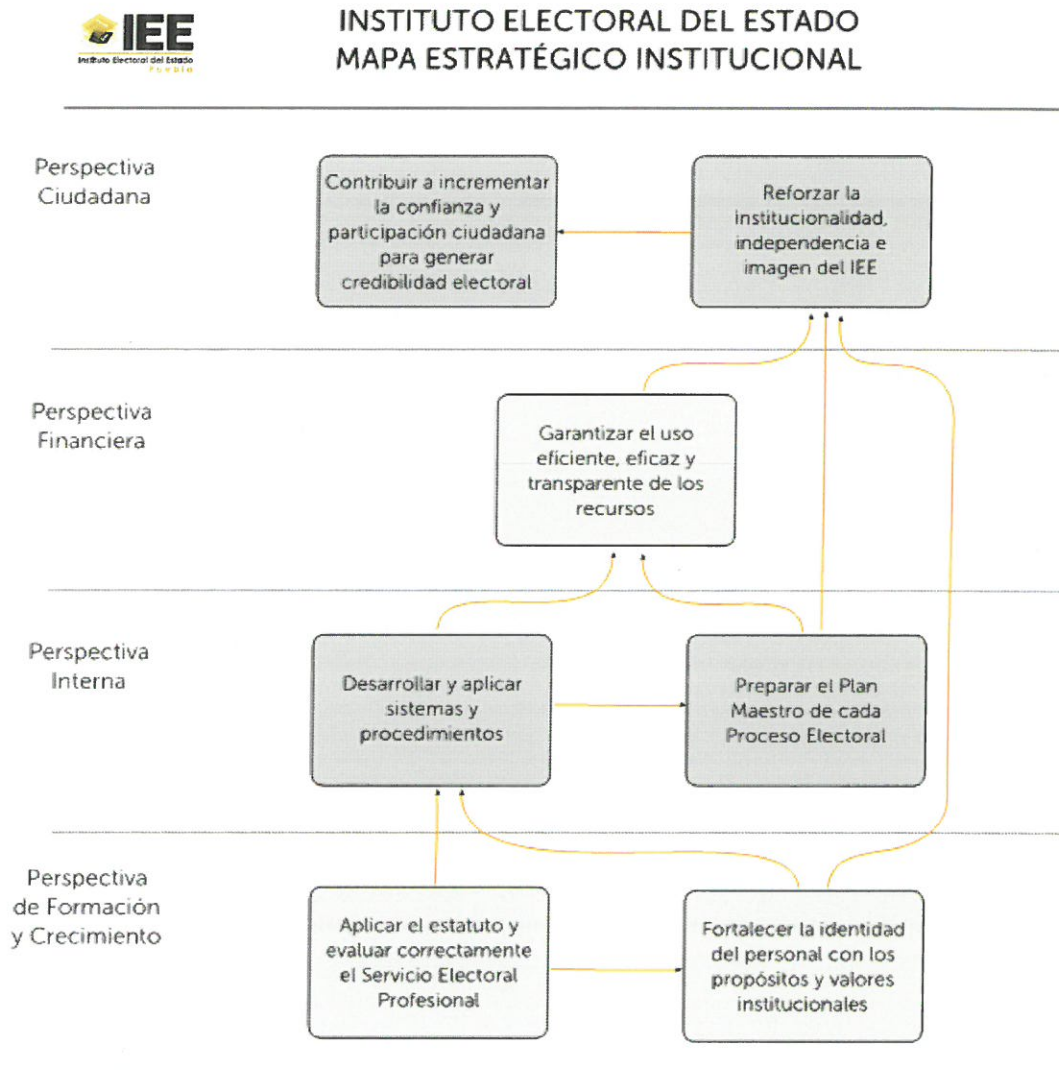 IEE
Instituto Electoral del Estado
Puebla
INSTITUTO ELECTORAL DEL ESTADO
MAPA ESTRATÉGICO INSTITUCIONAL
Perspectiva
Ciudadana
Contribuir a incrementar
la confianza y
participación ciudadana
para generar
credibilidad electoral
Reforzar la
institucionalidad,
independencia e
imagen del IEE
Perspectiva
Financiera
Garantizar el uso
eficiente, eficaz y
transparente de los
recursos
Perspectiva
Interna
Desarrollar y aplicar
sistemas y
procedimientos
Preparar el Plan
Maestro de cada
Proceso Electoral
Perspectiva
de Formación
y Crecimiento
Aplicar el estatuto y
evaluar correctamente
el Servicio Electoral
Profesional
Fortalecer la identidad
del personal con los
propósitos y valores
institucionales